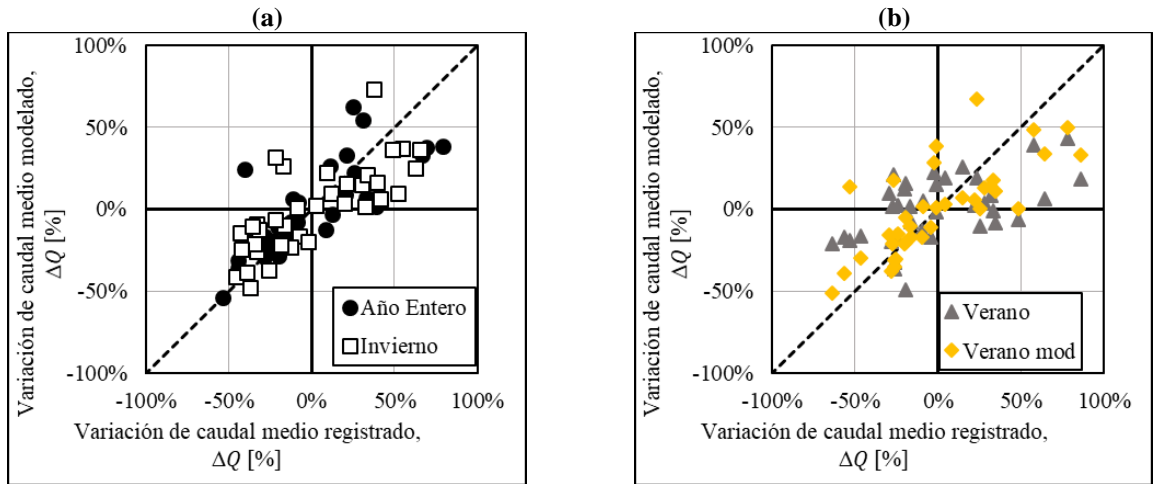 (a)
Variación de caudal medio modelado,
Δ𝑄 [%]
100%
50%
0%
-50%
-100%
Año Entero
Invierno
-100% -50% 0% 50% 100%
Variación de caudal medio registrado,
Δ𝑄 [%]
(b)
Variación de caudal medio modelado,
Δ𝑄 [%]
100%
50%
0%
-50%
-100%
Verano
Verano mod
-100% -50% 0% 50% 100%
Variación de caudal medio registrado,
Δ𝑄 [%]